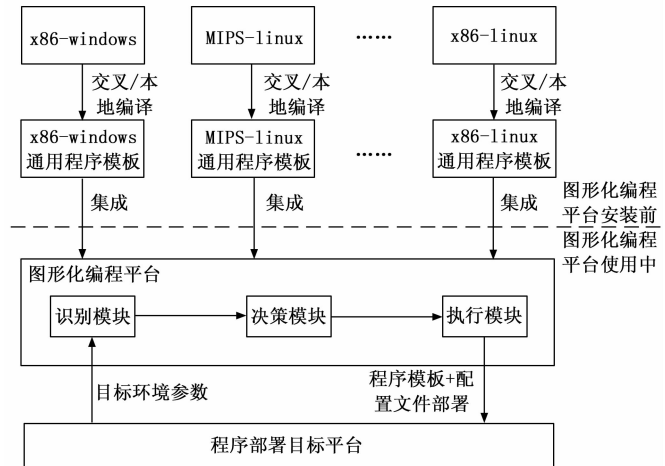 x86-windows
MIPS-linux
……
x86-linux
交叉/本
地编译
交叉/本
地编译
交叉/本
地编译
x86-windows
通用程序模板
MIPS-linux
通用程序模板
……
x86-linux
通用程序模板
集成
集成
集成
图形化编程
平台安装前
图形化编程
平台使用中
图形化编程平台
识别模块
决策模块
执行模块
目标环境参数
程序模板+配
置文件部署
程序部署目标平台